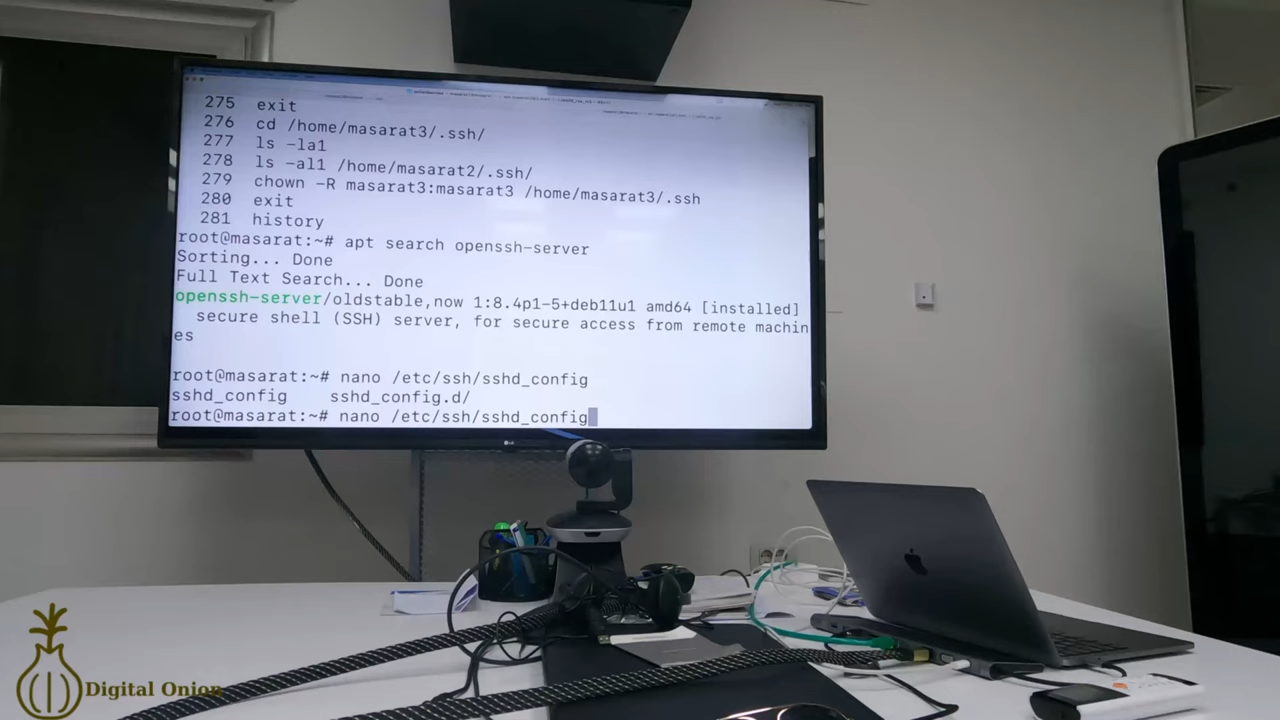 275 exit
276 cd /home/masarat3/.ssh/
277 ls -la1
278 ls -al1 /home/masarat2/.ssh/
279 chown -R masarat3:masarat3 /home/masarat3/.ssh
280 exit
281 history
root@masarat:~# apt search openssh-server
Sorting... Done
Full Text Search... Done
openssh-server/oldstable,now 1:8.4p1-5+deb11u1 amd64 [installed]
secure shell (SSH) server, for secure access from remote machin
es
root@masarat:~# nano /etc/ssh/sshd_config
sshd_config sshd_config.d/
root@masarat:~# nano /etc/ssh/sshd_config
LG
Digital Onion